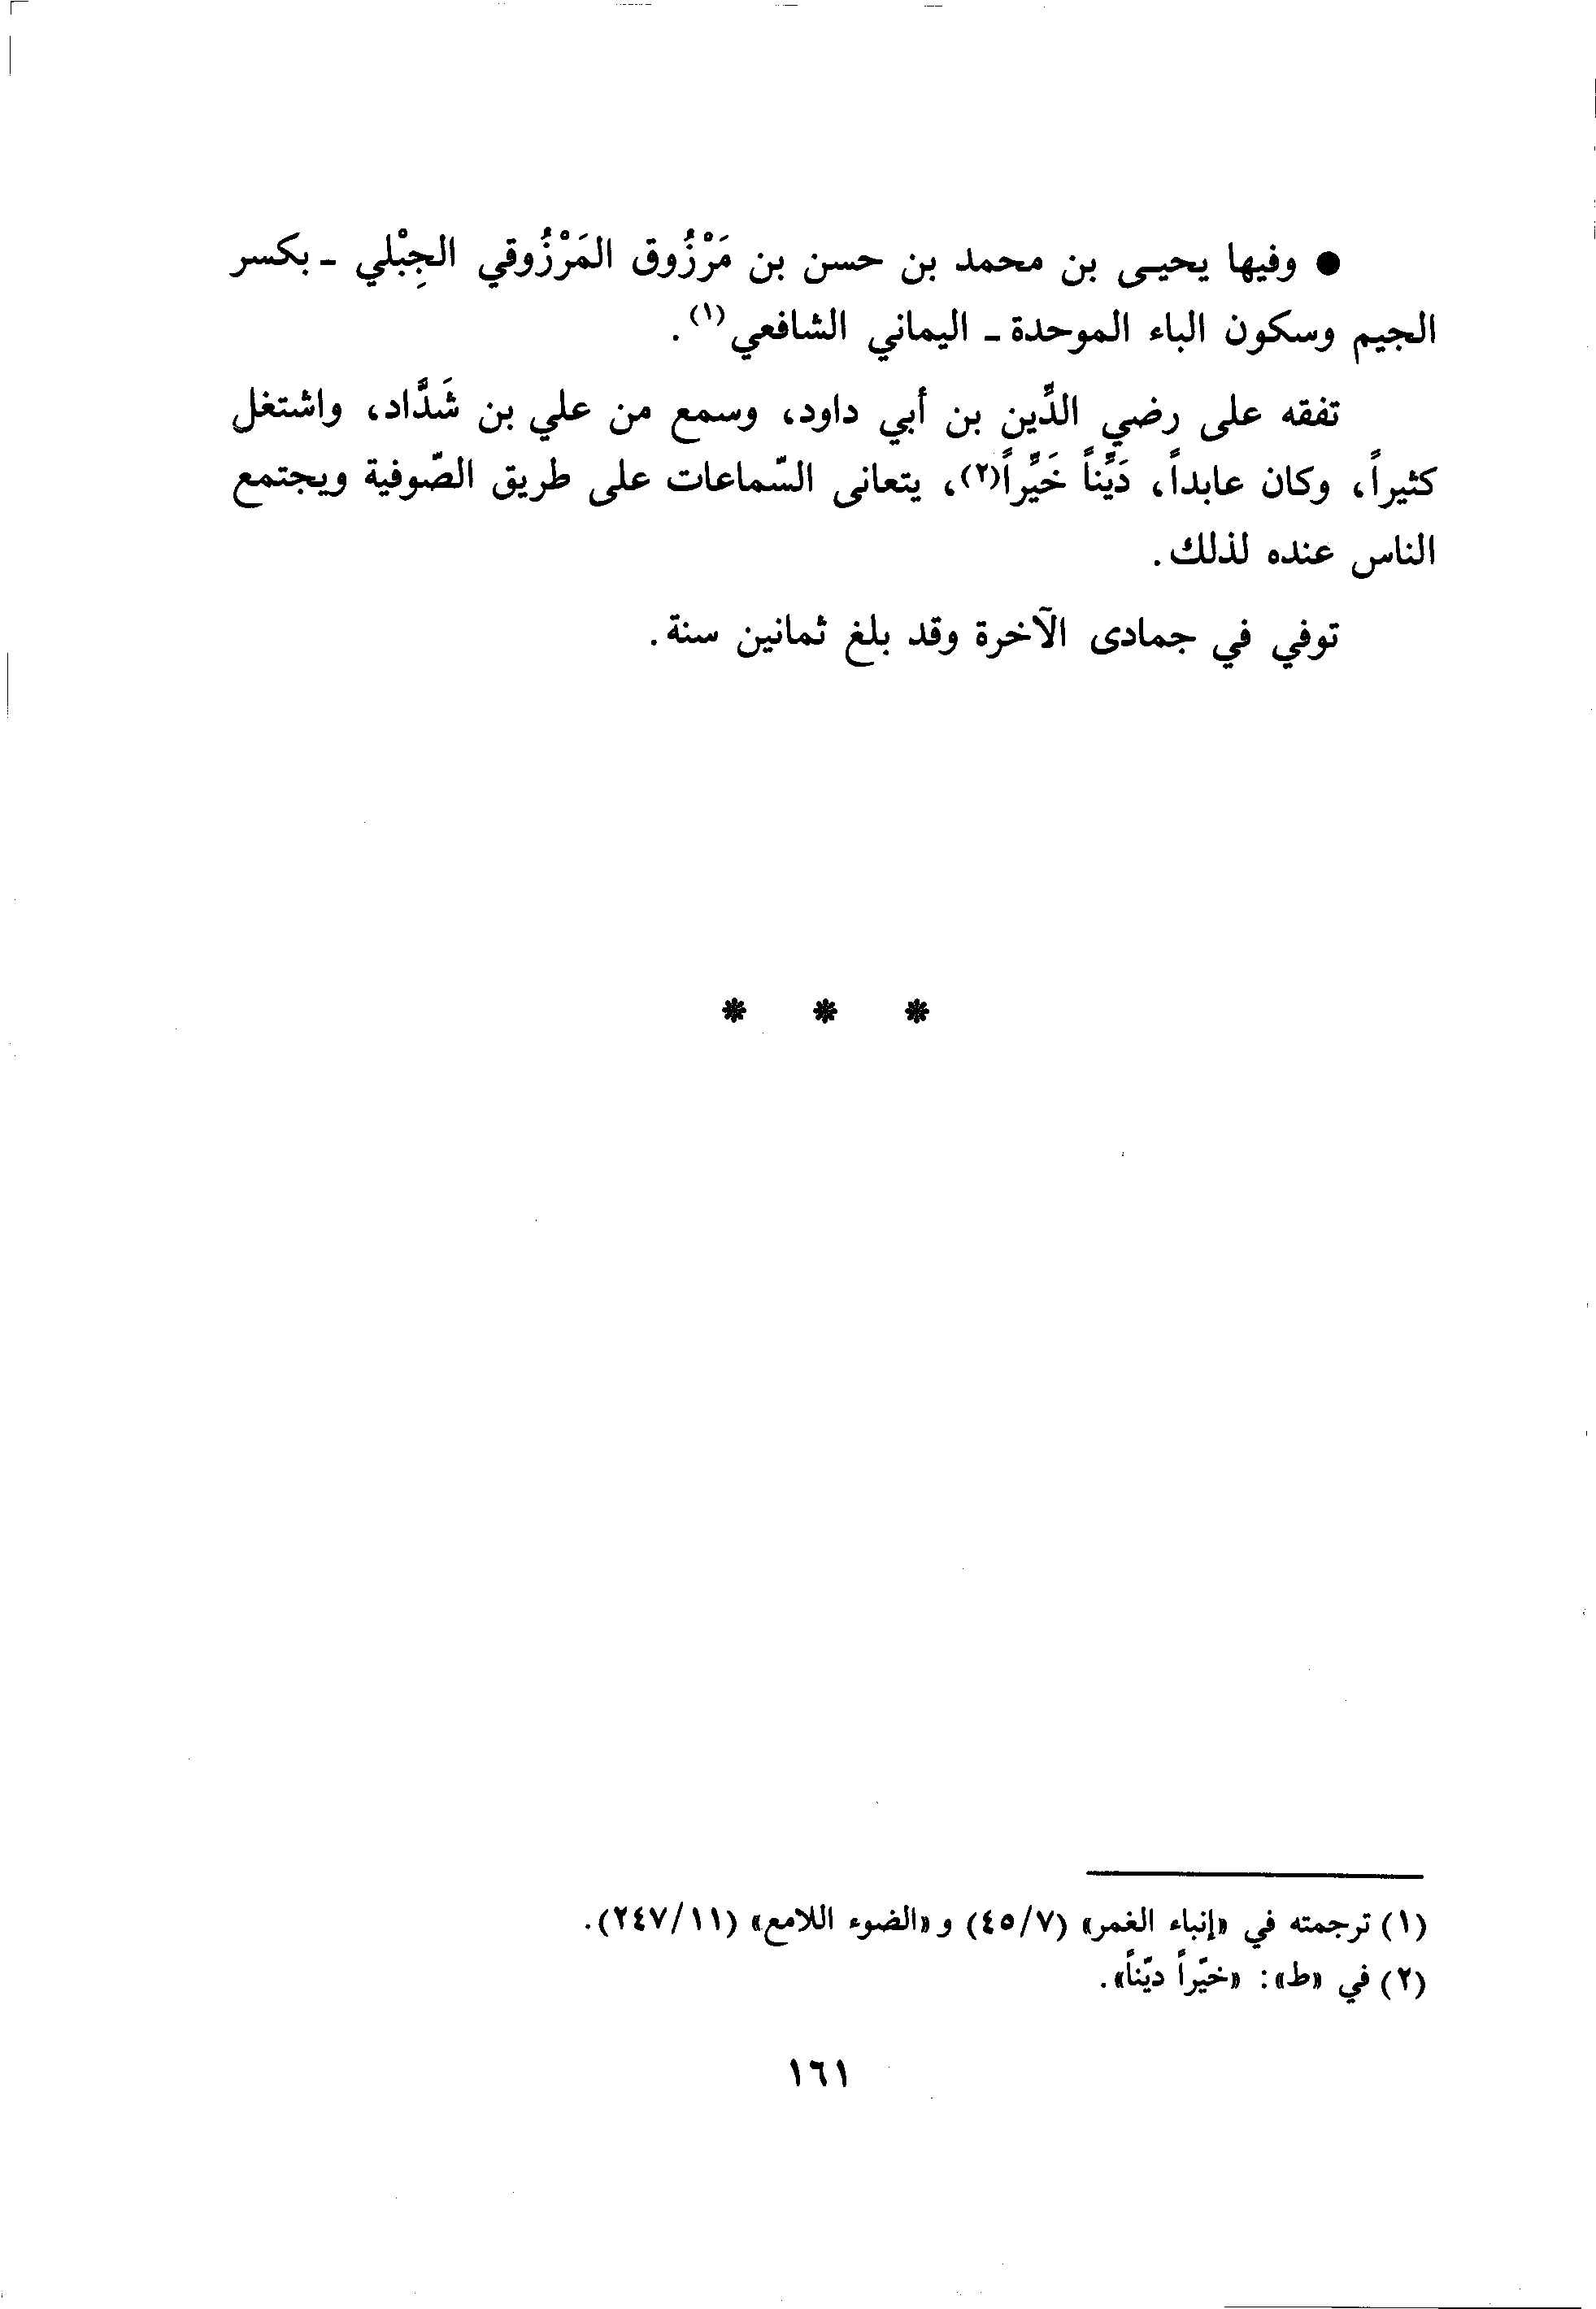 ● وفيها يحيـى بن محمد بن حسن بن مَرْزُوق المَرْزُوقي الجِبْلي ـ بكسر
الجيم وسكون الباء الموحدة ـ اليماني الشافعي(١).
تفقه على رضي الدِّين بن أبي داود، وسمع من علي بن شَدَّاد، واشتغل
كثيراً، وكان عابداً، دَيِّناً خَيِّراً(٢)، يتعانى السّماعات على طريق الصّوفية ويجتمع
الناس عنده لذلك.
توفي في جمادى الآخرة وقد بلغ ثمانين سنة.
* * *
(١) ترجمته في «إنباء الغمر» (٤٥/٧) و «الضوء اللامع» (٢٤٧/١١).
(٢) في «ط»: «خيّراً ديّناً».
١٦١